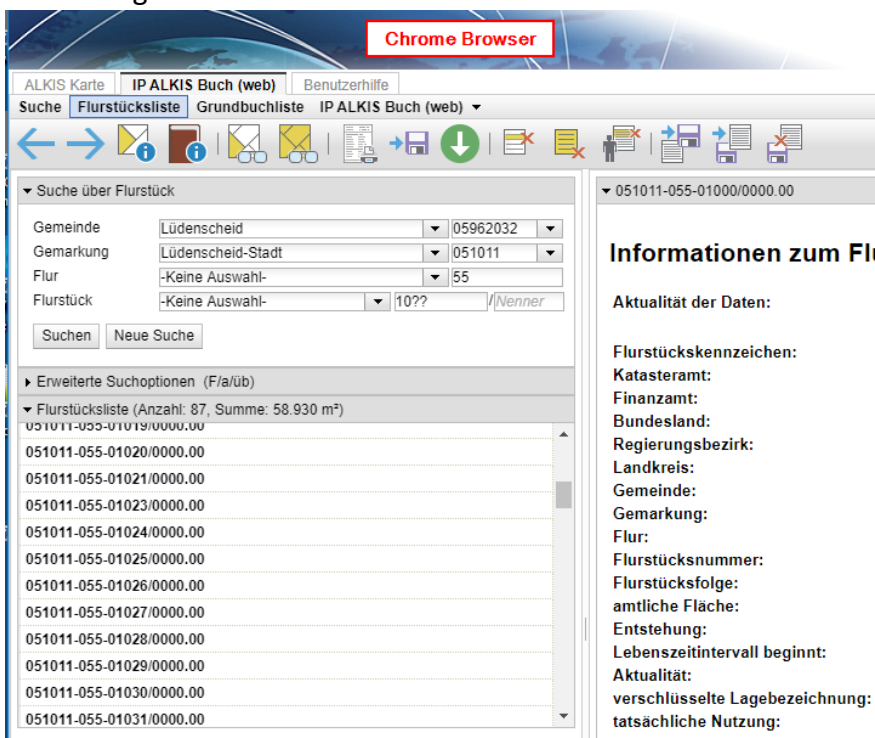 Chrome Browser
ALKIS Karte IP ALKIS Buch (web) Benutzerhilfe
Suche Flurstücksliste Grundbuchliste IP ALKIS Buch (web)
Suche über Flurstück
Gemeinde Lüdenscheid 05962032
Gemarkung Lüdenscheid-Stadt 051011
Flur -Keine Auswahl- 55
Flurstück -Keine Auswahl- 10?? / Nenner
Suchen Neue Suche
Erweiterte Suchoptionen (F/a/üb)
Flurstücksliste (Anzahl: 87, Summe: 58.930 m²)
051011-055-01019/0000.00
051011-055-01020/0000.00
051011-055-01021/0000.00
051011-055-01023/0000.00
051011-055-01024/0000.00
051011-055-01025/0000.00
051011-055-01026/0000.00
051011-055-01027/0000.00
051011-055-01028/0000.00
051011-055-01029/0000.00
051011-055-01030/0000.00
051011-055-01031/0000.00
051011-055-01000/0000.00
Informationen zum Flu
Aktualität der Daten:
Flurstückskennzeichen:
Katasteramt:
Finanzamt:
Bundesland:
Regierungsbezirk:
Landkreis:
Gemeinde:
Gemarkung:
Flur:
Flurstücksnummer:
Flurstücksfolge:
amtliche Fläche:
Entstehung:
Lebenszeitintervall beginnt:
Aktualität:
verschlüsselte Lagebezeichnung:
tatsächliche Nutzung: